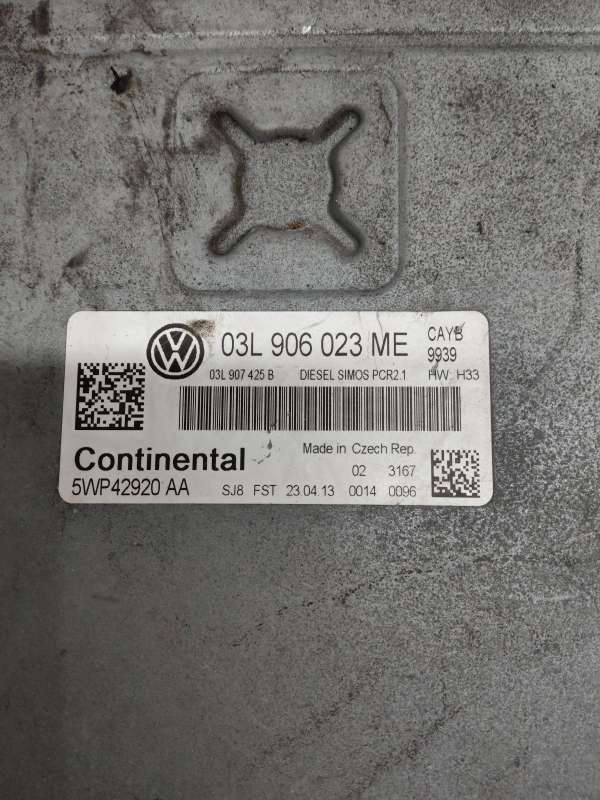 03L 906 023 ME CAYB
9939
03L 907 425 B DIESEL SIMOS PCR2.1 HW: H33
Made in Czech Rep.
Continental
02 3167
5WP42920 AA SJ8 FST 23.04.13 0014 0096